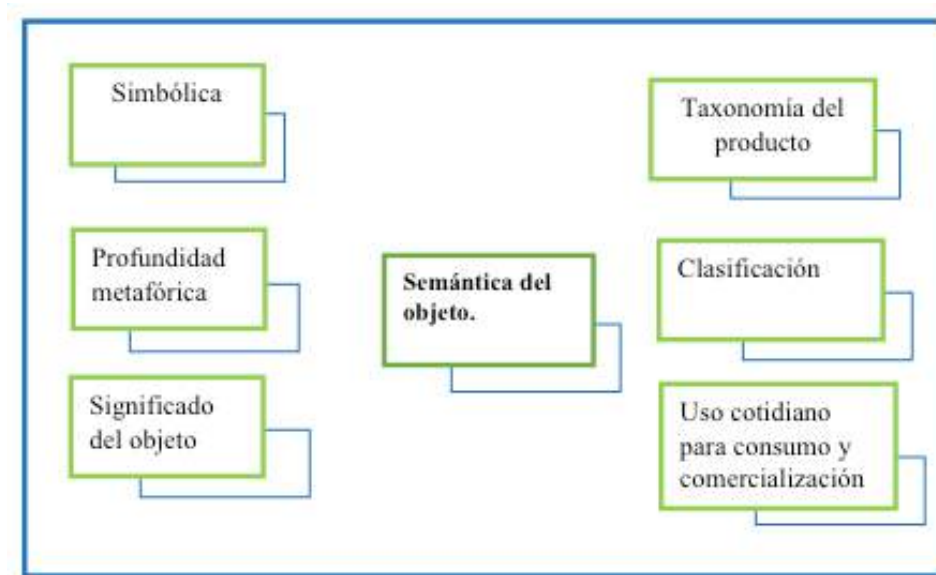 Simbólica
Profundidad
metafórica
Significado
del objeto
Semántica del
objeto.
Taxonomía del
producto
Clasificación
Uso cotidiano
para consumo y
comercialización